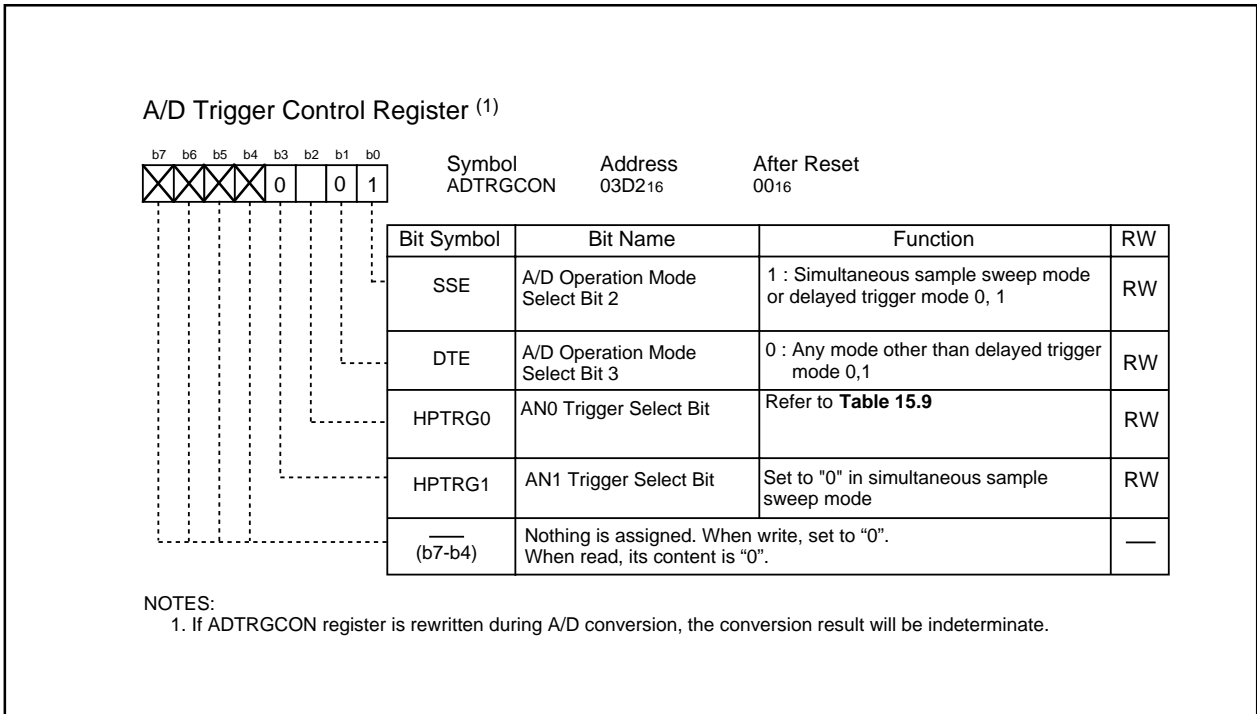 A/D Trigger Control Register (1)
b7 b6 b5 b4 b3 b2 b1 b0
0 0 1
Symbol Address After Reset
ADTRGCON 03D216 0016
Bit Symbol Bit Name Function RW
SSE A/D Operation Mode Select Bit 2 1 : Simultaneous sample sweep mode or delayed trigger mode 0, 1 RW
DTE A/D Operation Mode Select Bit 3 0 : Any mode other than delayed trigger mode 0,1 RW
HPTRG0 AN0 Trigger Select Bit Refer to Table 15.9 RW
HPTRG1 AN1 Trigger Select Bit Set to "0" in simultaneous sample sweep mode RW
(b7-b4) Nothing is assigned. When write, set to “0”.
When read, its content is “0”.
NOTES:
1. If ADTRGCON register is rewritten during A/D conversion, the conversion result will be indeterminate.